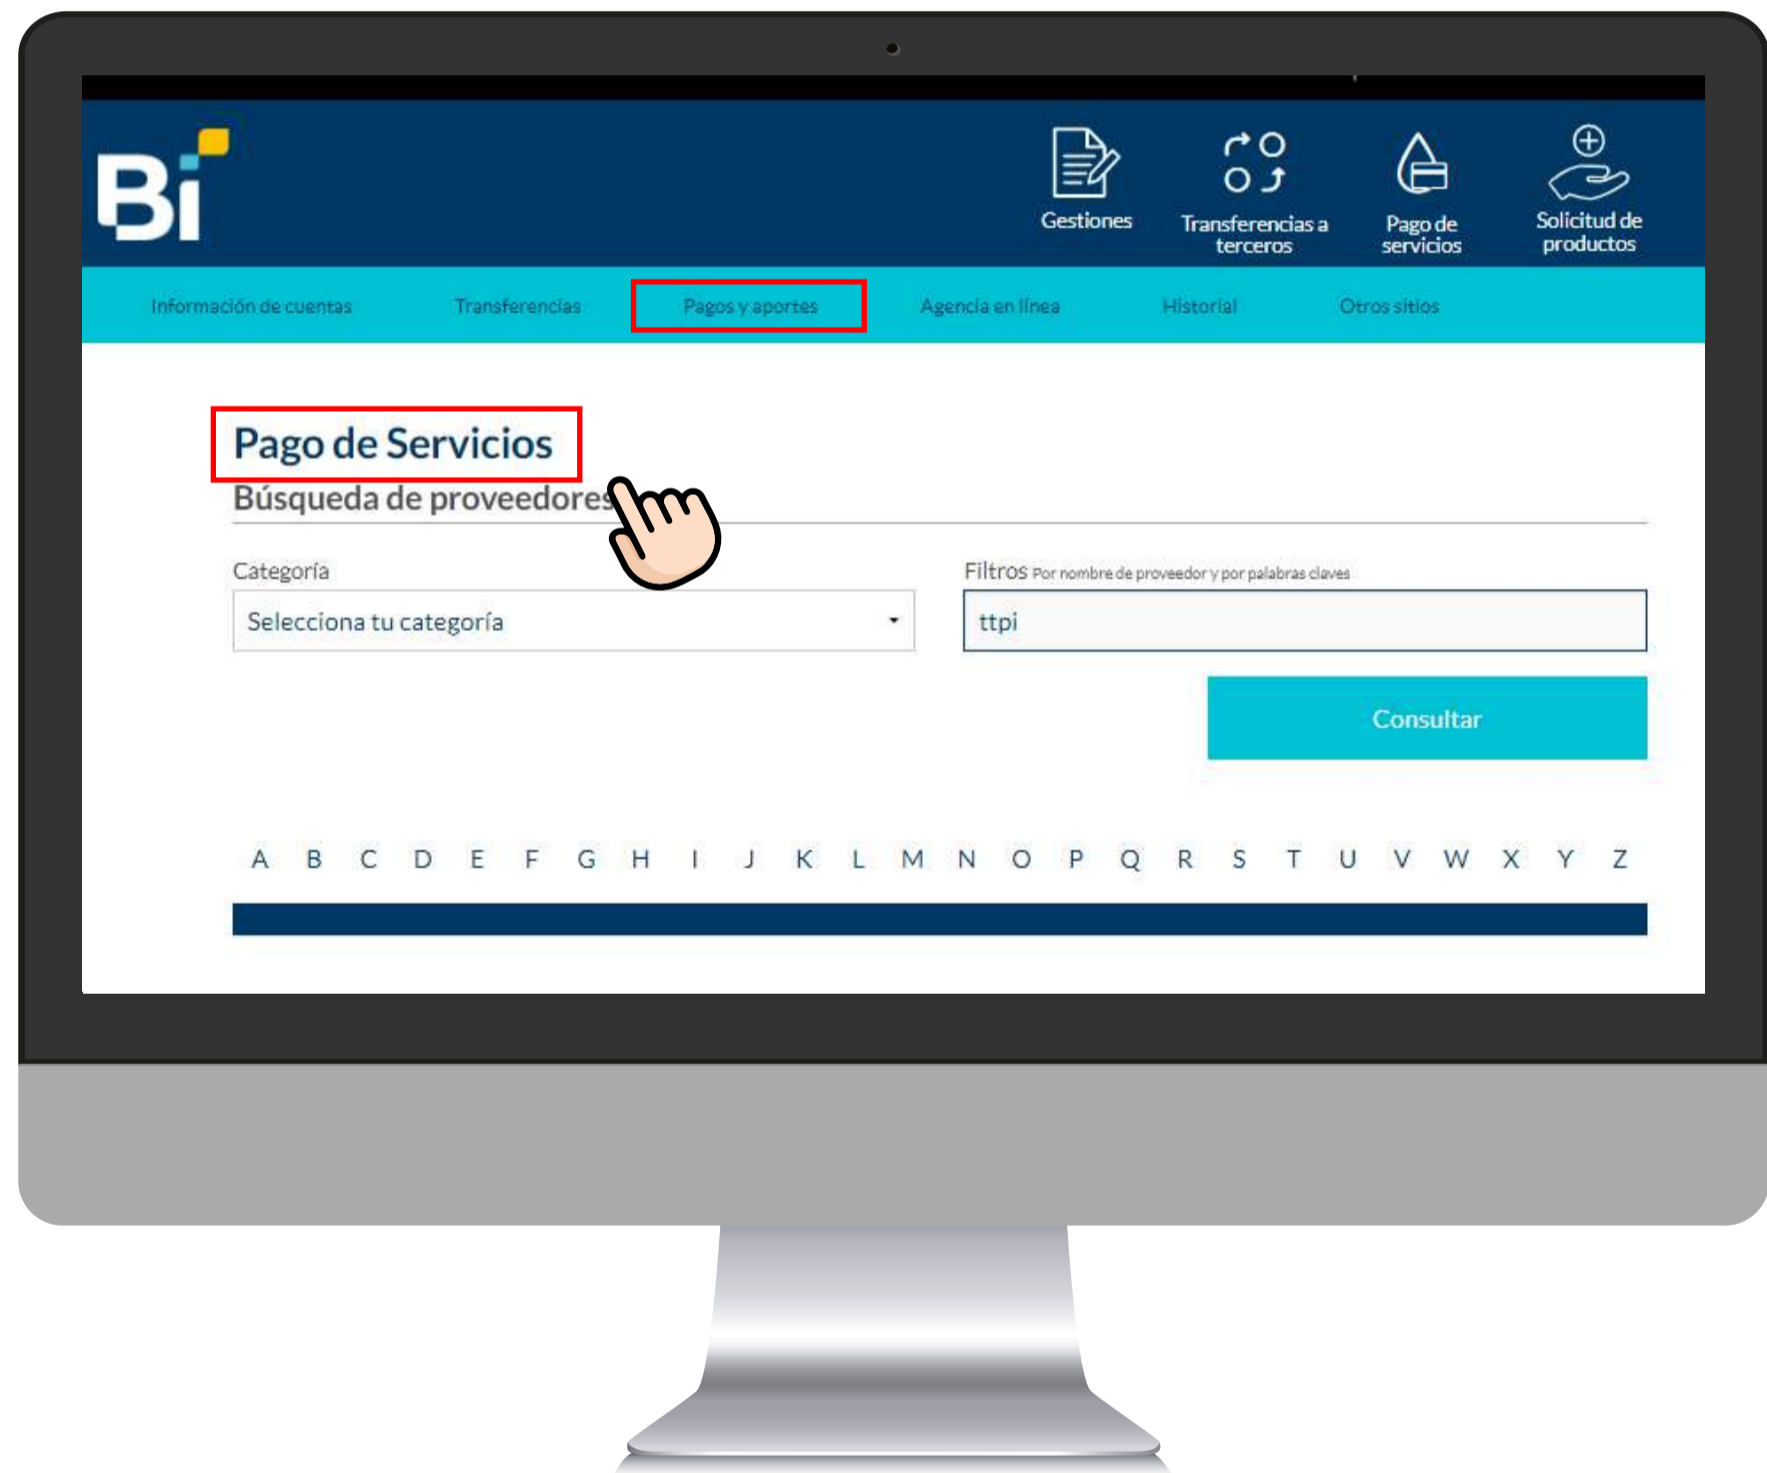 Bi
Gestiones
Transferencias a
terceros
Pago de
servicios
Solicitud de
productos
Información de cuentas
Transferencias
Pagos y aportes
Agencia en línea
Historial
Otros sitios
Pago de Servicios
Búsqueda de proveedores
Categoría
Filtros Por nombre de proveedor y por palabras claves
Selecciona tu categoría
ttpi
Consultar
A B C D E F G H I J K L M N O P Q R S T U V W X Y Z